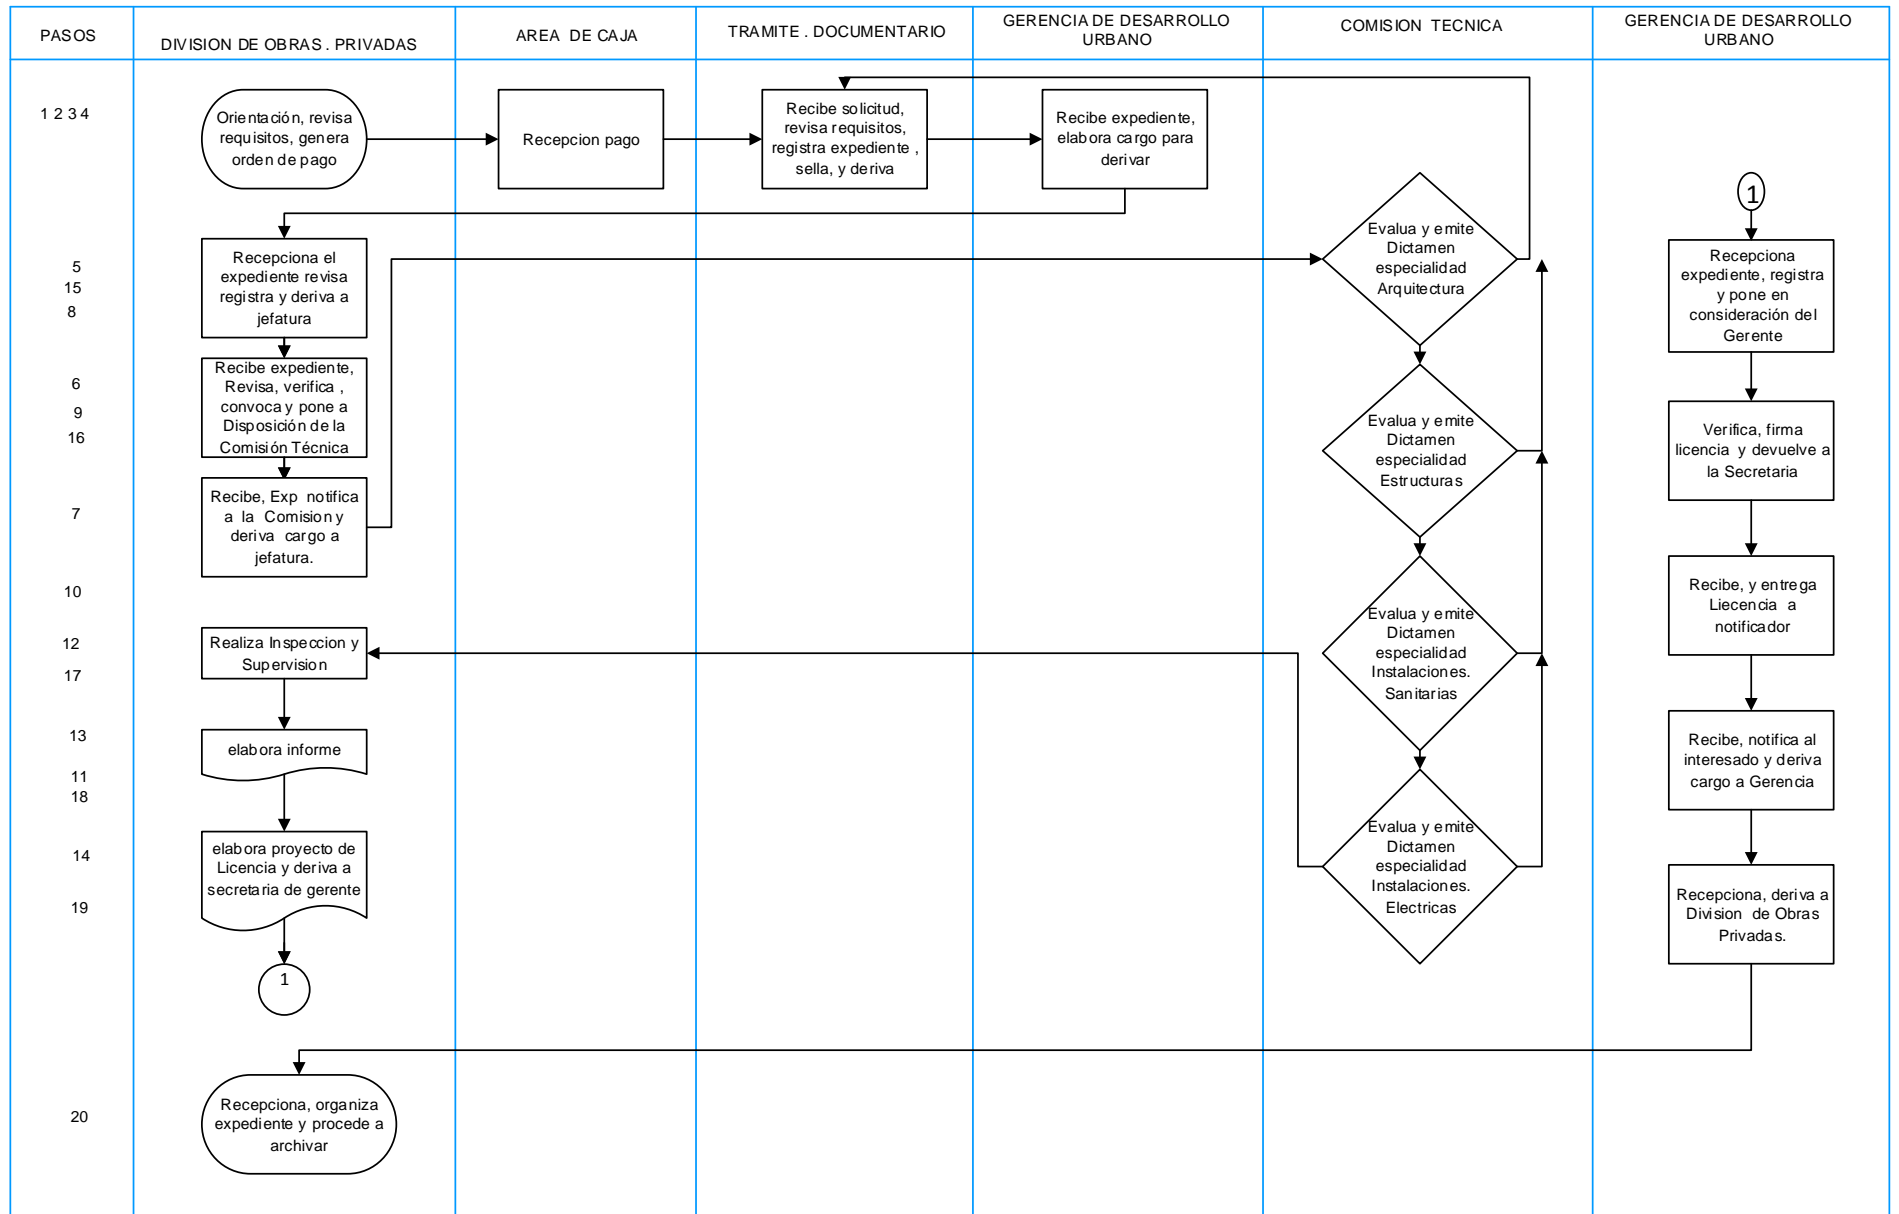 PASOS
DIVISION DE OBRAS . PRIVADAS
AREA DE CAJA
TRAMITE . DOCUMENTARIO
GERENCIA DE DESARROLLO
URBANO
COMISION TECNICA
GERENCIA DE DESARROLLO
URBANO
1 2 3 4
Orientación, revisa
requisitos, genera
orden de pago
Recepcion pago
Recibe solicitud,
revisa requisitos,
registra expediente ,
sella, y deriva
Recibe expediente,
elabora cargo para
derivar
5
15
8
Recepciona el
expediente revisa
registra y deriva a
jefatura
Evalua y emite
Dictamen
especialidad
Arquitectura
1
Recepciona
expediente, registra
y pone en
consideración del
Gerente
6
9
16
Recibe expediente,
Revisa, verifica ,
convoca y pone a
Disposición de la
Comisión Técnica
Evalua y emite
Dictamen
especialidad
Estructuras
Verifica, firma
licencia y devuelve a
la Secretaria
7
Recibe, Exp notifica
a la Comision y
deriva cargo a
jefatura.
10
12
17
Realiza Inspeccion y
Supervision
Evalua y emite
Dictamen
especialidad
Instalaciones.
Sanitarias
Recibe, y entrega
Liecencia a
notificador
13
11
18
elabora informe
Recibe, notifica al
interesado y deriva
cargo a Gerencia
14
19
elabora proyecto de
Licencia y deriva a
secretaria de gerente
Evalua y emite
Dictamen
especialidad
Instalaciones.
Electricas
Recepciona, deriva a
Division de Obras
Privadas.
1
20
Recepciona, organiza
expediente y procede a
archivar